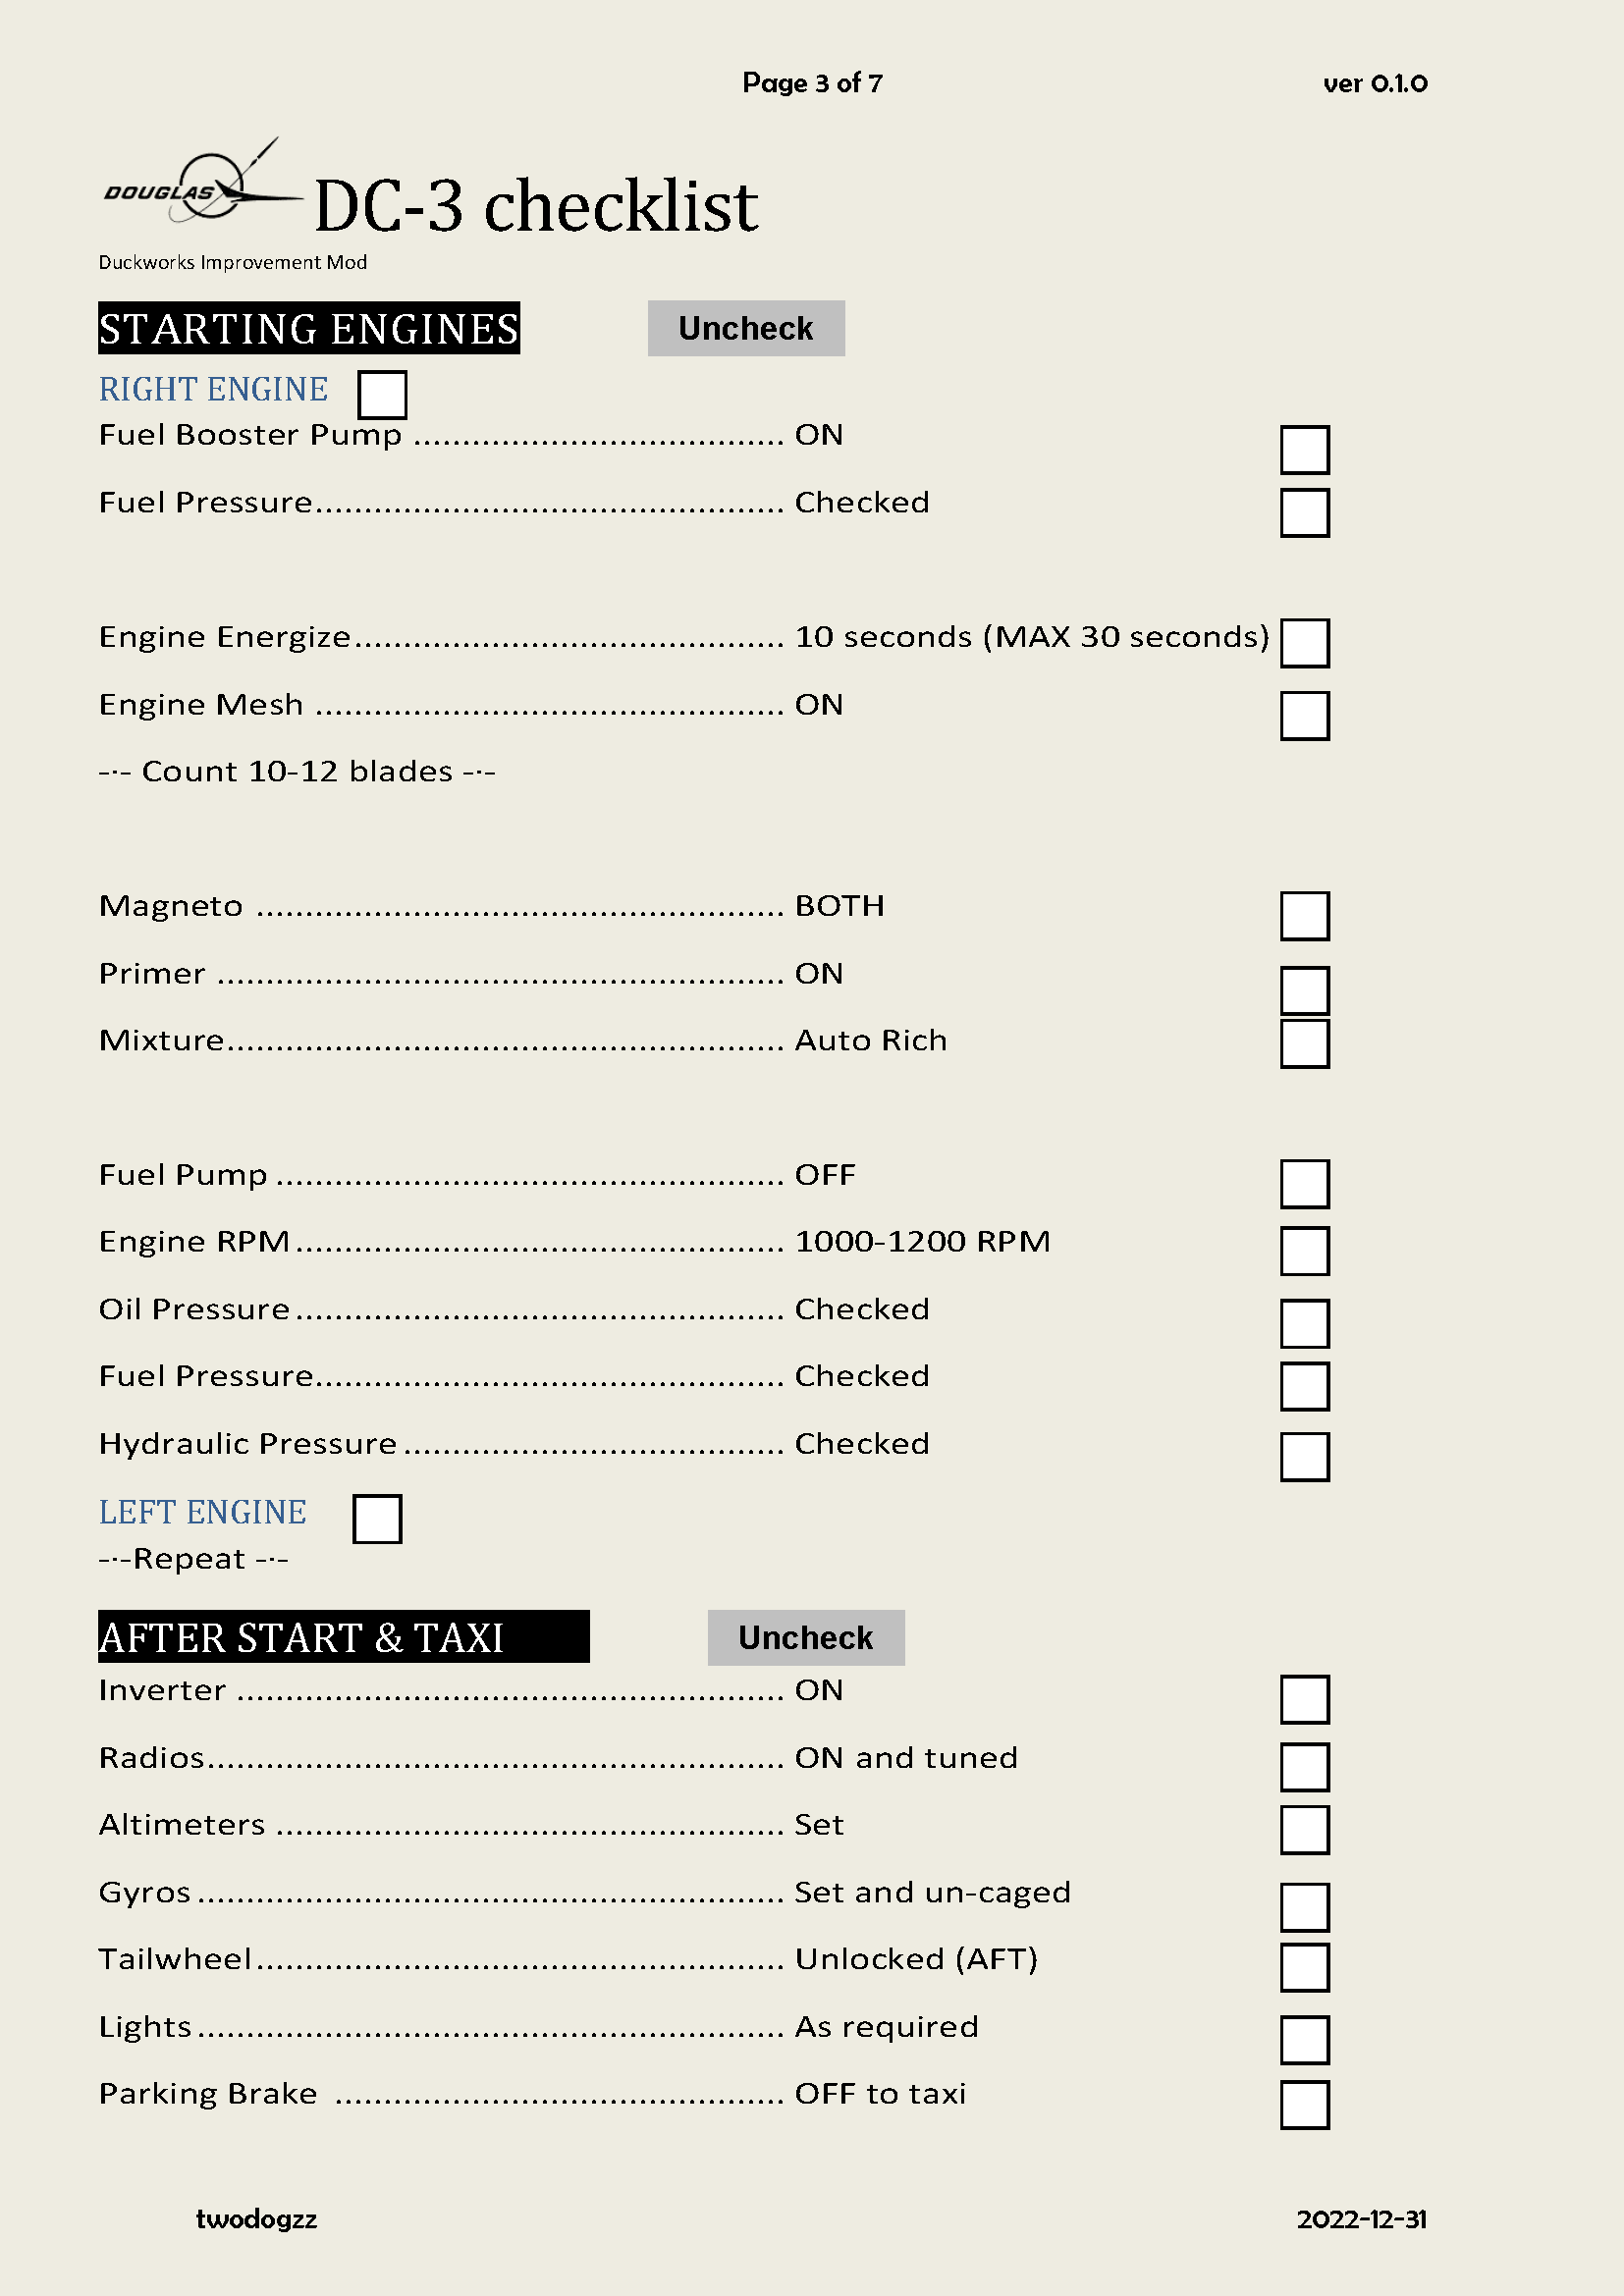 Page 3 of 7 ver 0.1.0
DOUGLAS DC-3 checklist
Duckworks Improvement Mod
STARTING ENGINES Uncheck
RIGHT ENGINE
Fuel Booster Pump ...................................... ON
Fuel Pressure................................................ Checked
Engine Energize............................................ 10 seconds (MAX 30 seconds)
Engine Mesh ................................................ ON
-·- Count 10-12 blades -·-
Magneto ...................................................... BOTH
Primer .......................................................... ON
Mixture......................................................... Auto Rich
Fuel Pump .................................................... OFF
Engine RPM.................................................. 1000-1200 RPM
Oil Pressure.................................................. Checked
Fuel Pressure................................................ Checked
Hydraulic Pressure....................................... Checked
LEFT ENGINE
-·-Repeat -·-
AFTER START & TAXI Uncheck
Inverter ........................................................ ON
Radios........................................................... ON and tuned
Altimeters .................................................... Set
Gyros............................................................ Set and un-caged
Tailwheel...................................................... Unlocked (AFT)
Lights............................................................ As required
Parking Brake .............................................. OFF to taxi
twodogzz 2022-12-31